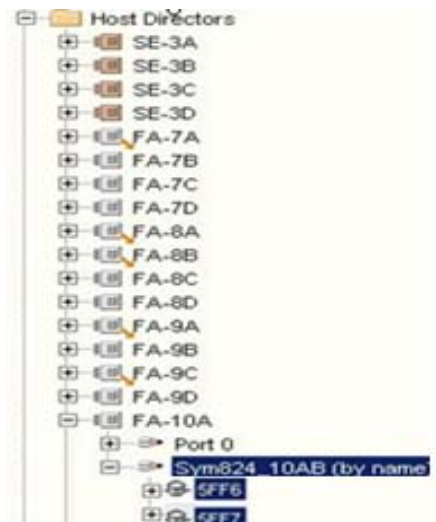 Host Directors
SE-3A
SE-3B
SE-3C
SE-3D
FA-7A
FA-7B
FA-7C
FA-7D
FA-8A
FA-8B
FA-8C
FA-8D
FA-9A
FA-9B
FA-9C
FA-9D
FA-10A
Port 0
Sym824_10AB (by name
5FF6
5FF7